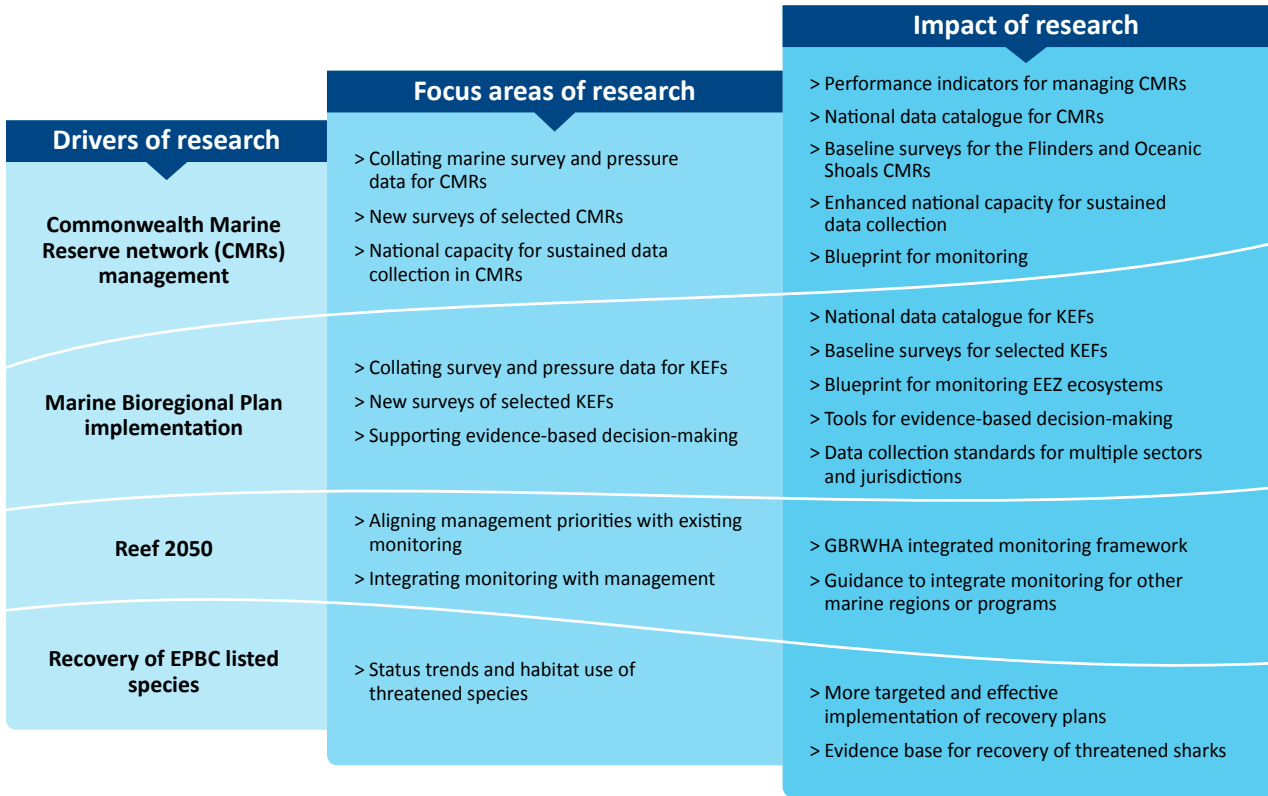 Drivers of research
Commonwealth Marine
Reserve network (CMRs)
management
Marine Bioregional Plan
implementation
Reef 2050
Recovery of EPBC listed
species
Focus areas of research
> Collating marine survey and pressure
data for CMRs
> New surveys of selected CMRs
> National capacity for sustained data
collection in CMRs
> Collating survey and pressure data for KEFs
> New surveys of selected KEFs
> Supporting evidence-based decision-making
> Aligning management priorities with existing
monitoring
> Integrating monitoring with management
> Status trends and habitat use of
threatened species
Impact of research
> Performance indicators for managing CMRs
> National data catalogue for CMRs
> Baseline surveys for the Flinders and Oceanic
Shoals CMRs
> Enhanced national capacity for sustained
data collection
> Blueprint for monitoring
> National data catalogue for KEFs
> Baseline surveys for selected KEFs
> Blueprint for monitoring EEZ ecosystems
> Tools for evidence-based decision-making
> Data collection standards for multiple sectors
and jurisdictions
> GBRWHA integrated monitoring framework
> Guidance to integrate monitoring for other
marine regions or programs
> More targeted and effective
implementation of recovery plans
> Evidence base for recovery of threatened sharks